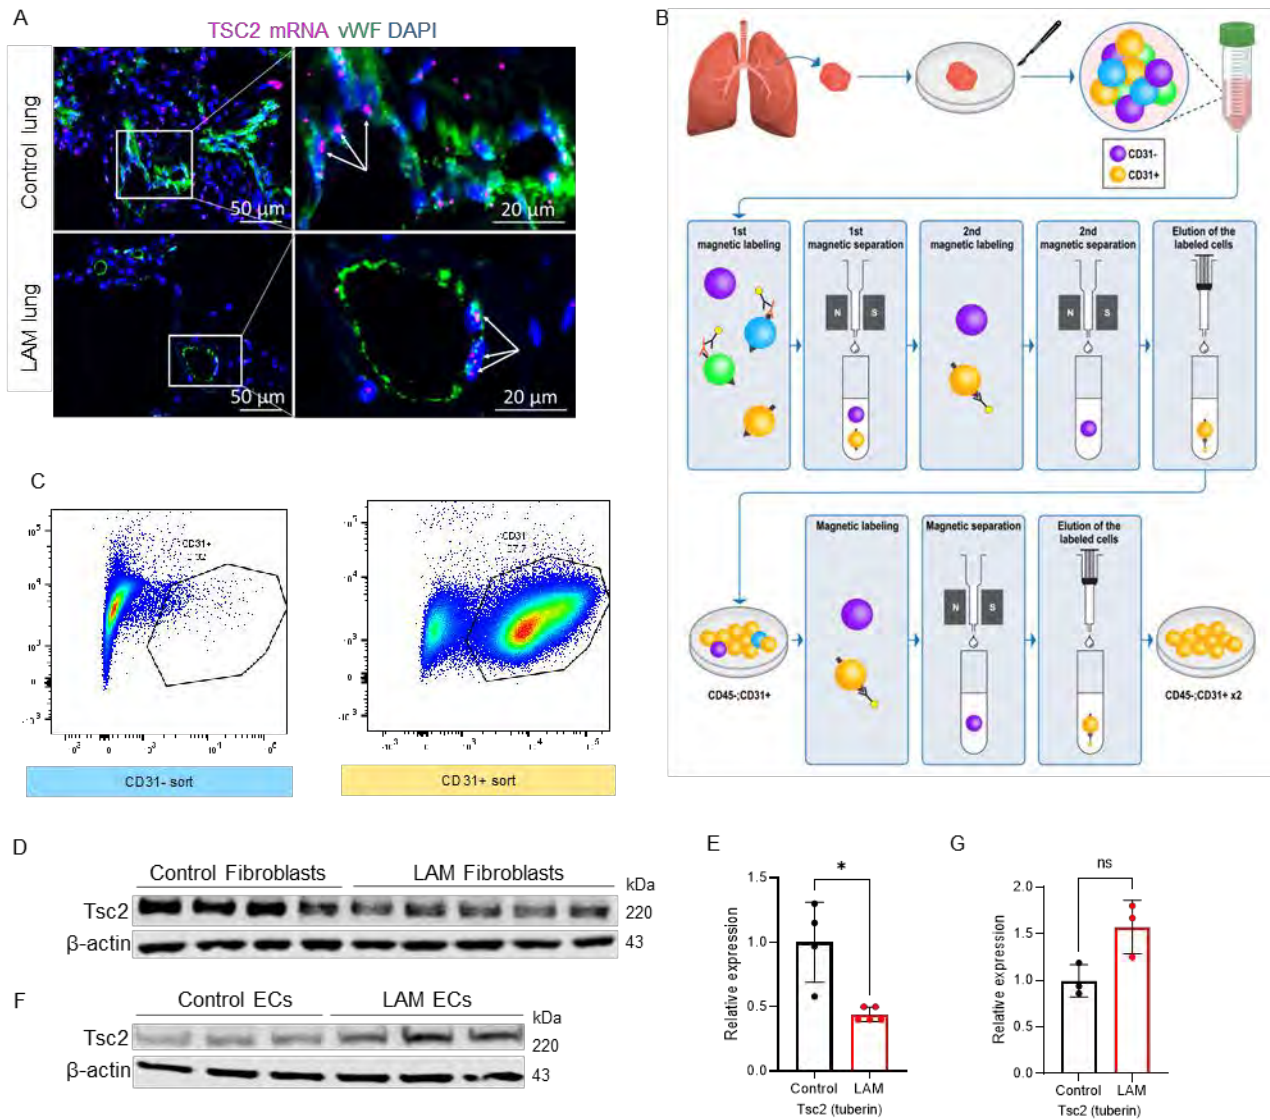 A
TSC2 mRNA vWF DAPI
Control lung
50 µm
20 µm
LAM lung
50 µm
20 µm
B
CD31-
CD31+
1st magnetic labeling
1st magnetic separation
2nd magnetic labeling
2nd magnetic separation
Elution of the labeled cells
N S
N S
Magnetic labeling
Magnetic separation
Elution of the labeled cells
N S
CD45-;CD31+
CD45-;CD31+ x2
C
CD31+
CD31
CD31- sort
CD31+ sort
D
Control Fibroblasts
LAM Fibroblasts
kDa
Tsc2
220
β-actin
43
E
*
Relative expression
1.5
1.0
0.5
0.0
Control LAM
Tsc2 (tuberin)
F
Control ECs
LAM ECs
kDa
Tsc2
220
β-actin
43
G
ns
Relative expression
2.0
1.5
1.0
0.5
0.0
Control LAM
Tsc2 (tuberin)